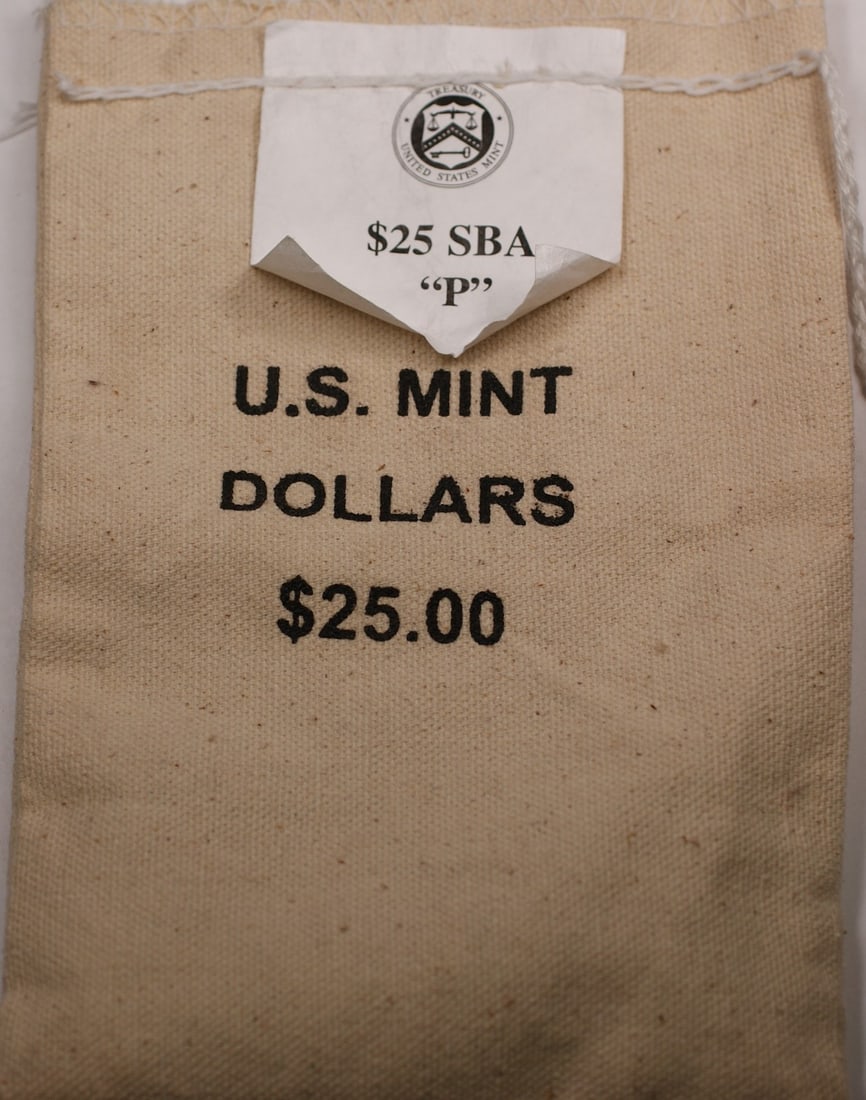 TREASURY
UNITED STATES MINT
$25 SBA
“P”
U.S. MINT
DOLLARS
$25.00